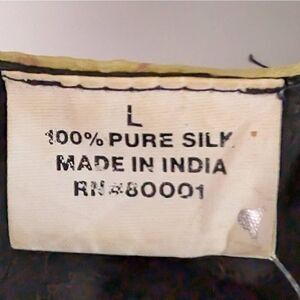 L
100% PURE SILK
MADE IN INDIA
RN#80001